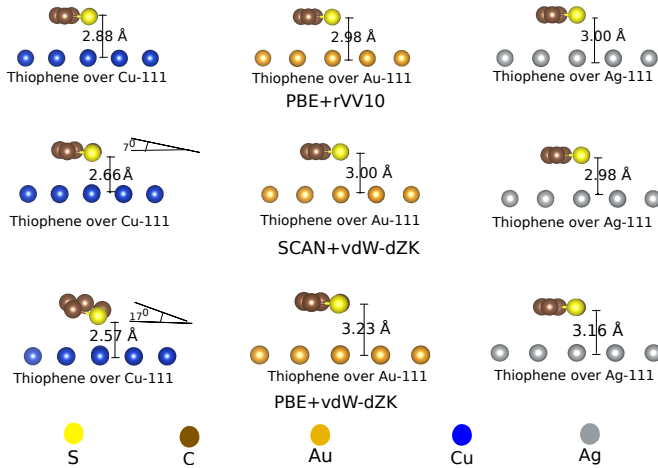 2.88 Å 2.98 Å 3.00 Å
Thiophene over Cu-111 Thiophene over Au-111 Thiophene over Ag-111
PBE+rVV10
7⁰
2.66Å 3.00 Å 2.98 Å
Thiophene over Cu-111 Thiophene over Au-111 Thiophene over Ag-111
SCAN+vdW-dZK
17⁰
2.57 Å 3.23 Å 3.16 Å
Thiophene over Cu-111 Thiophene over Au-111 Thiophene over Ag-111
PBE+vdW-dZK
S C Au Cu Ag